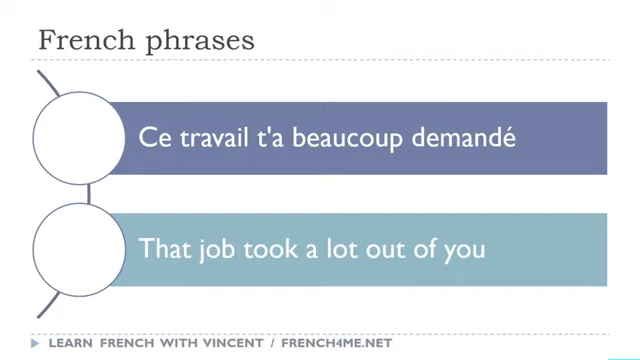 French phrases
Ce travail t'a beaucoup demandé
That job took a lot out of you
LEARN FRENCH WITH VINCENT / FRENCH4ME.NET